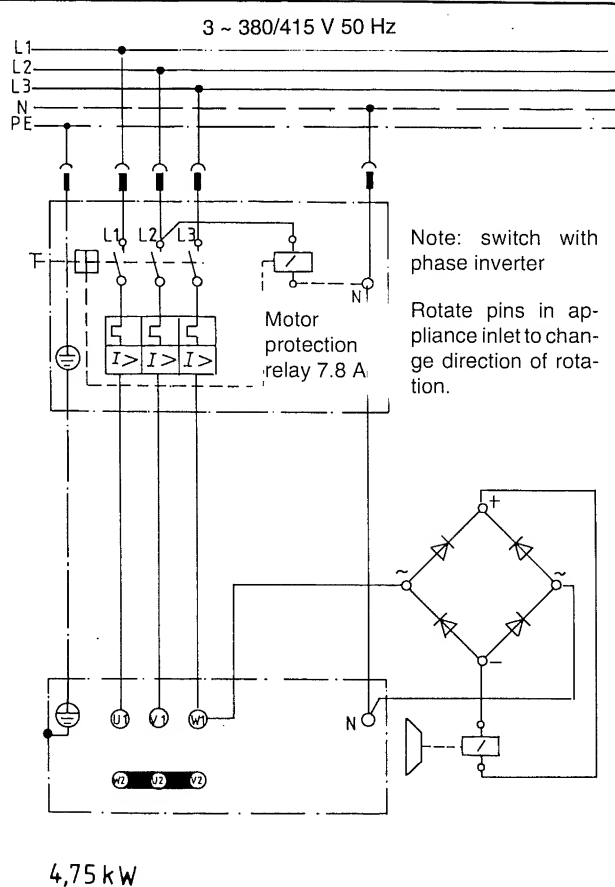 3 ~ 380/415 V 50 Hz
L1
L2
L3
N
PE
L1 L2 L3
N
Note: switch with
phase inverter
Rotate pins in ap-
pliance inlet to chan-
ge direction of rota-
tion.
Motor
protection
relay 7.8 A
I> I> I>
+
~ ~
-
U1 V1 W1 N
W2 U2 V2
4,75 kW